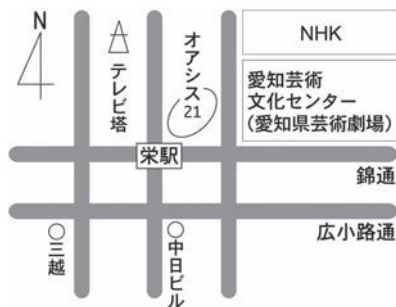 N
テレビ塔
オアシス
21
NHK
愛知芸術
文化センター
(愛知県芸術劇場)
栄駅
錦通
広小路通
○三越
○中日ビル